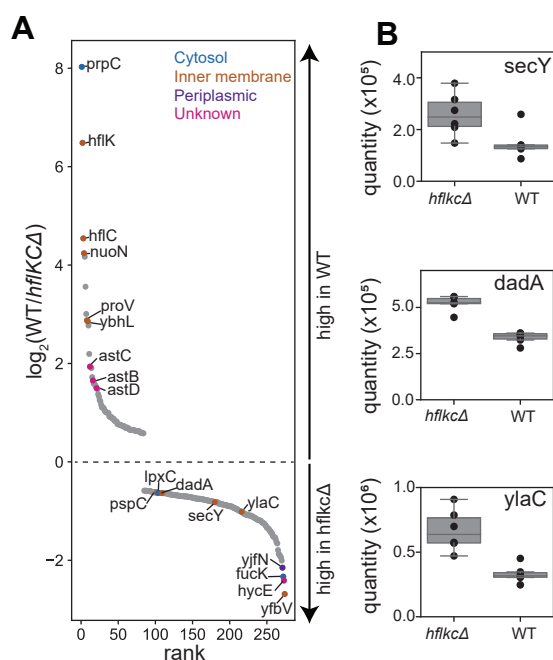 A
8
6
4
2
0
−2
log₂(WT/hflKCΔ)
0
50
100
150
200
250
rank
Cytosol
Inner membrane
Periplasmic
Unknown
prpC
hflK
hflC
nuoN
proV
ybhL
astC
astB
astD
lpxC
dadA
pspC
secY
ylaC
yjfN
fucK
hycE
yfbV
high in WT
high in hflkcΔ
B
secY
quantity (x10⁵)
4.0
2.0
0.0
hflkcΔ
WT
dadA
quantity (x10⁵)
5.0
2.5
0.0
hflkcΔ
WT
ylaC
quantity (x10⁶)
1.0
0.5
0.0
hflkcΔ
WT